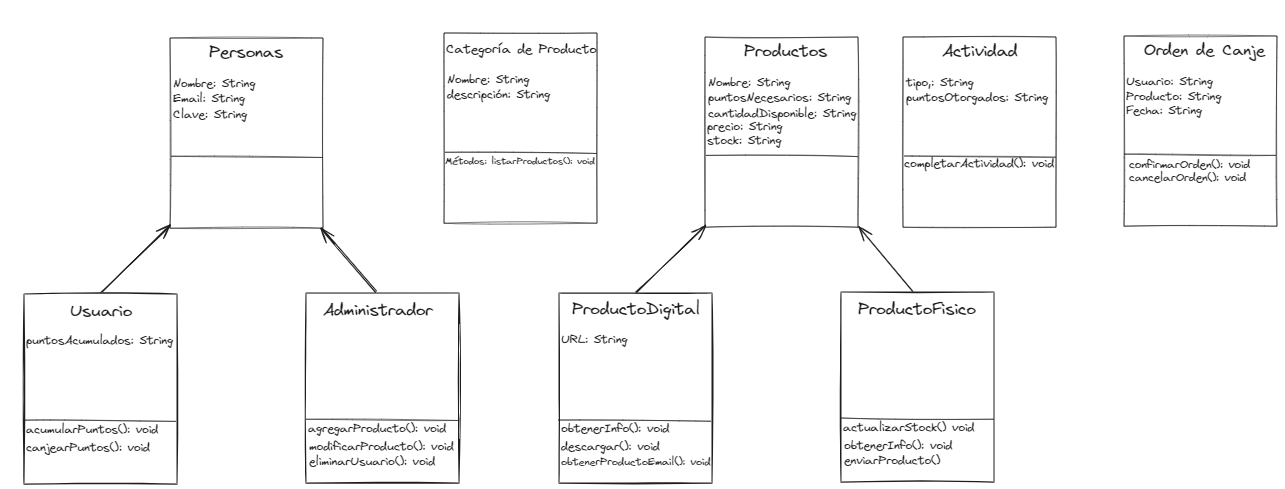 Personas
Nombre: String
Email: String
Clave: String
Categoría de Producto
Nombre: String
descripción: String
Métodos: listarProductos(): void
Productos
Nombre: String
puntosNecesarios: String
cantidadDisponible: String
precio: String
stock: String
Actividad
tipo,: String
puntosOtorgados: String
completarActividad(): void
Orden de Canje
Usuario: String
Producto: String
Fecha: String
confirmarOrden(): void
cancelarOrden(): void
Usuario
puntosAcumulados: String
acumularPuntos(): void
canjearPuntos(): void
Administrador
agregarProducto(): void
modificarProducto(): void
eliminarUsuario(): void
ProductoDigital
URL: String
obtenerInfo(): void
descargar(): void
obtenerProductoEmail(): void
ProductoFisico
actualizarStock() void
obtenerInfo(): void
enviarProducto()